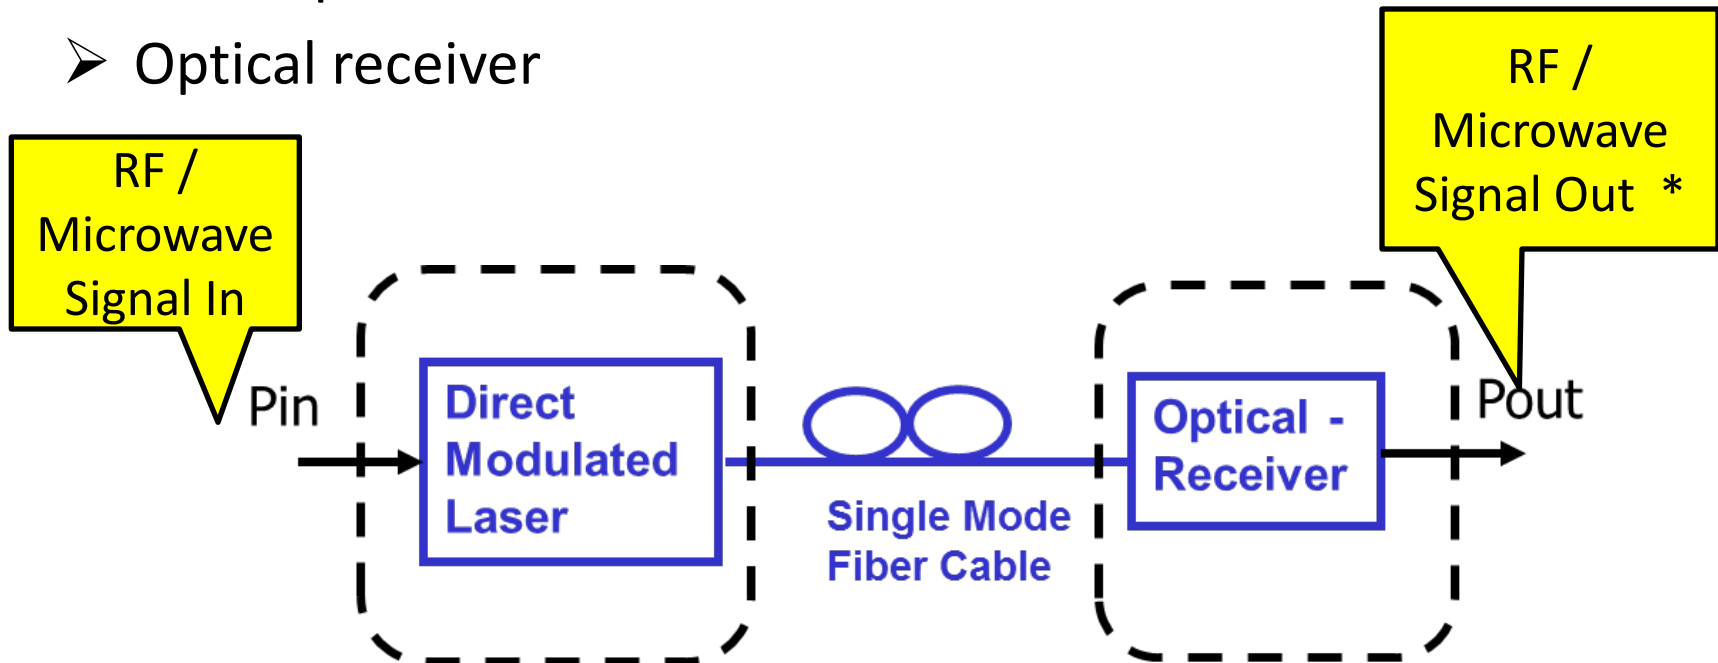 ➢ Optical receiver
RF /
Microwave
Signal Out *
RF /
Microwave
Signal In
Pin
Direct
Modulated
Laser
Single Mode
Fiber Cable
Optical -
Receiver
Pout